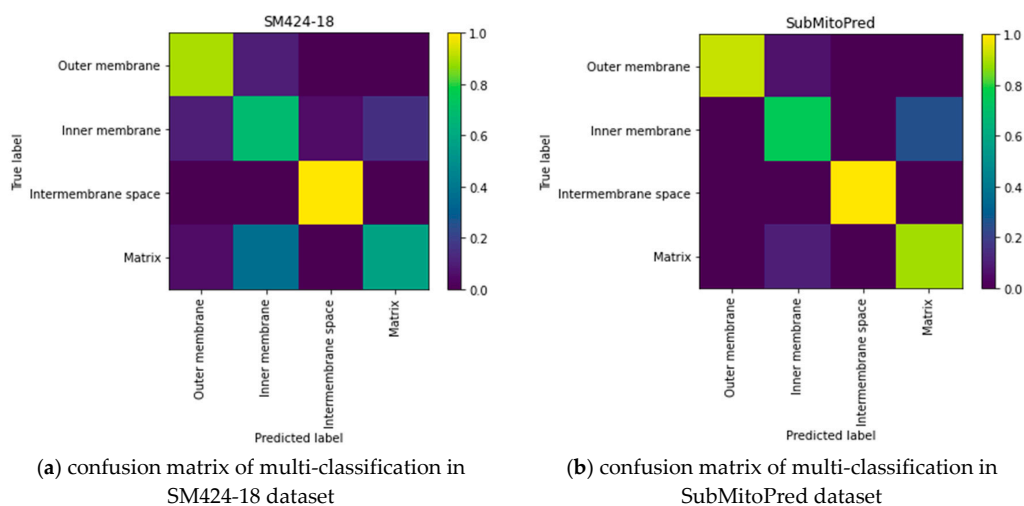 SM424-18
True label
Outer membrane
Inner membrane
Intermembrane space
Matrix
Outer membrane
Inner membrane
Intermembrane space
Matrix
Predicted label
1.0
0.8
0.6
0.4
0.2
0.0
(a) confusion matrix of multi-classification in
SM424-18 dataset
SubMitoPred
True label
Outer membrane
Inner membrane
Intermembrane space
Matrix
Outer membrane
Inner membrane
Intermembrane space
Matrix
Predicted label
1.0
0.8
0.6
0.4
0.2
0.0
(b) confusion matrix of multi-classification in
SubMitoPred dataset